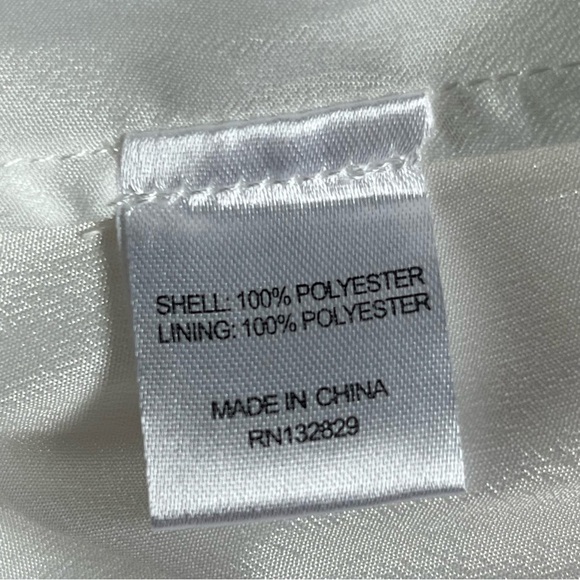 SHELL: 100% POLYESTER
LINING: 100% POLYESTER
MADE IN CHINA
RN132829